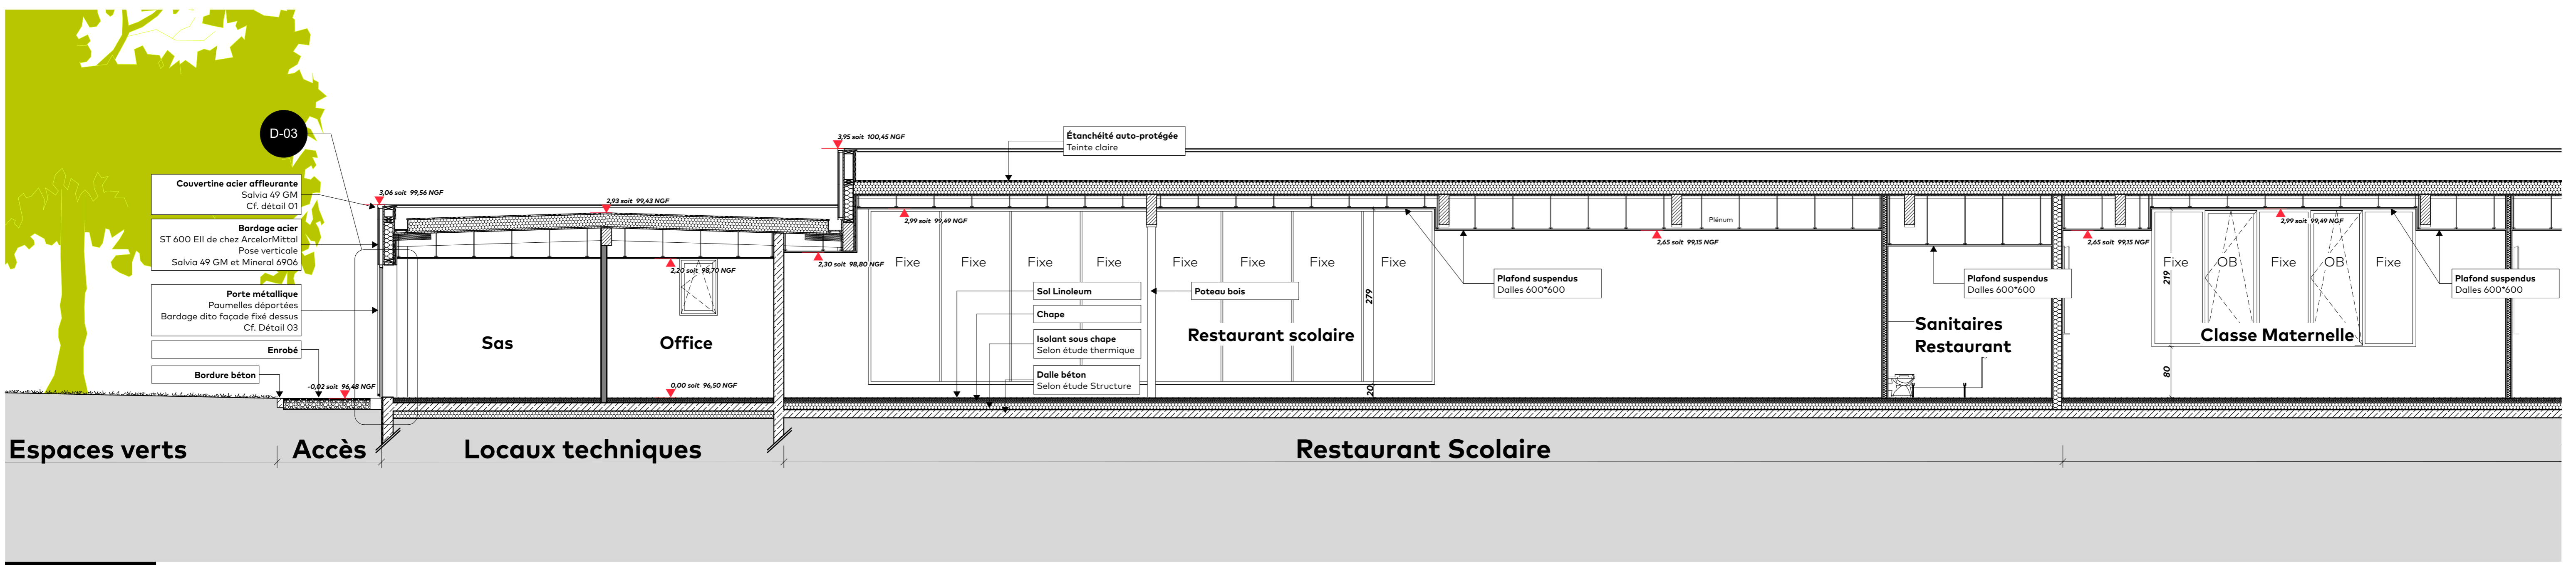 D-03
Couvertine acier affleurante
Salvia 49 GM
Cf. détail 01
Bardage acier
ST 600 EII de chez ArcelorMittal
Pose verticale
Salvia 49 GM et Mineral 6906
Porte métallique
Paumelles déportées
Bardage dito façade fixé dessus
Cf. Détail 03
Enrobé
Bordure béton
-0,02 soit 96,48 NGF
3,06 soit 99,56 NGF
2,93 soit 99,43 NGF
3,95 soit 100,45 NGF
Étanchéité auto-protégée
Teinte claire
2,20 soit 98,70 NGF
2,30 soit 98,80 NGF
2,99 soit 99,49 NGF
0,00 soit 96,50 NGF
Sas
Office
Fixe
Fixe
Fixe
Fixe
Fixe
Fixe
Fixe
Fixe
Sol Linoleum
Chape
Isolant sous chape
Selon étude thermique
Dalle béton
Selon étude Structure
Poteau bois
Restaurant scolaire
279
20
Plafond suspendus
Dalles 600*600
2,65 soit 99,15 NGF
Plénum
Plafond suspendus
Dalles 600*600
Sanitaires
Restaurant
2,65 soit 99,15 NGF
2,99 soit 99,49 NGF
Fixe
OB
Fixe
OB
Fixe
219
80
Classe Maternelle
Plafond suspendus
Dalles 600*600
Espaces verts
Accès
Locaux techniques
Restaurant Scolaire